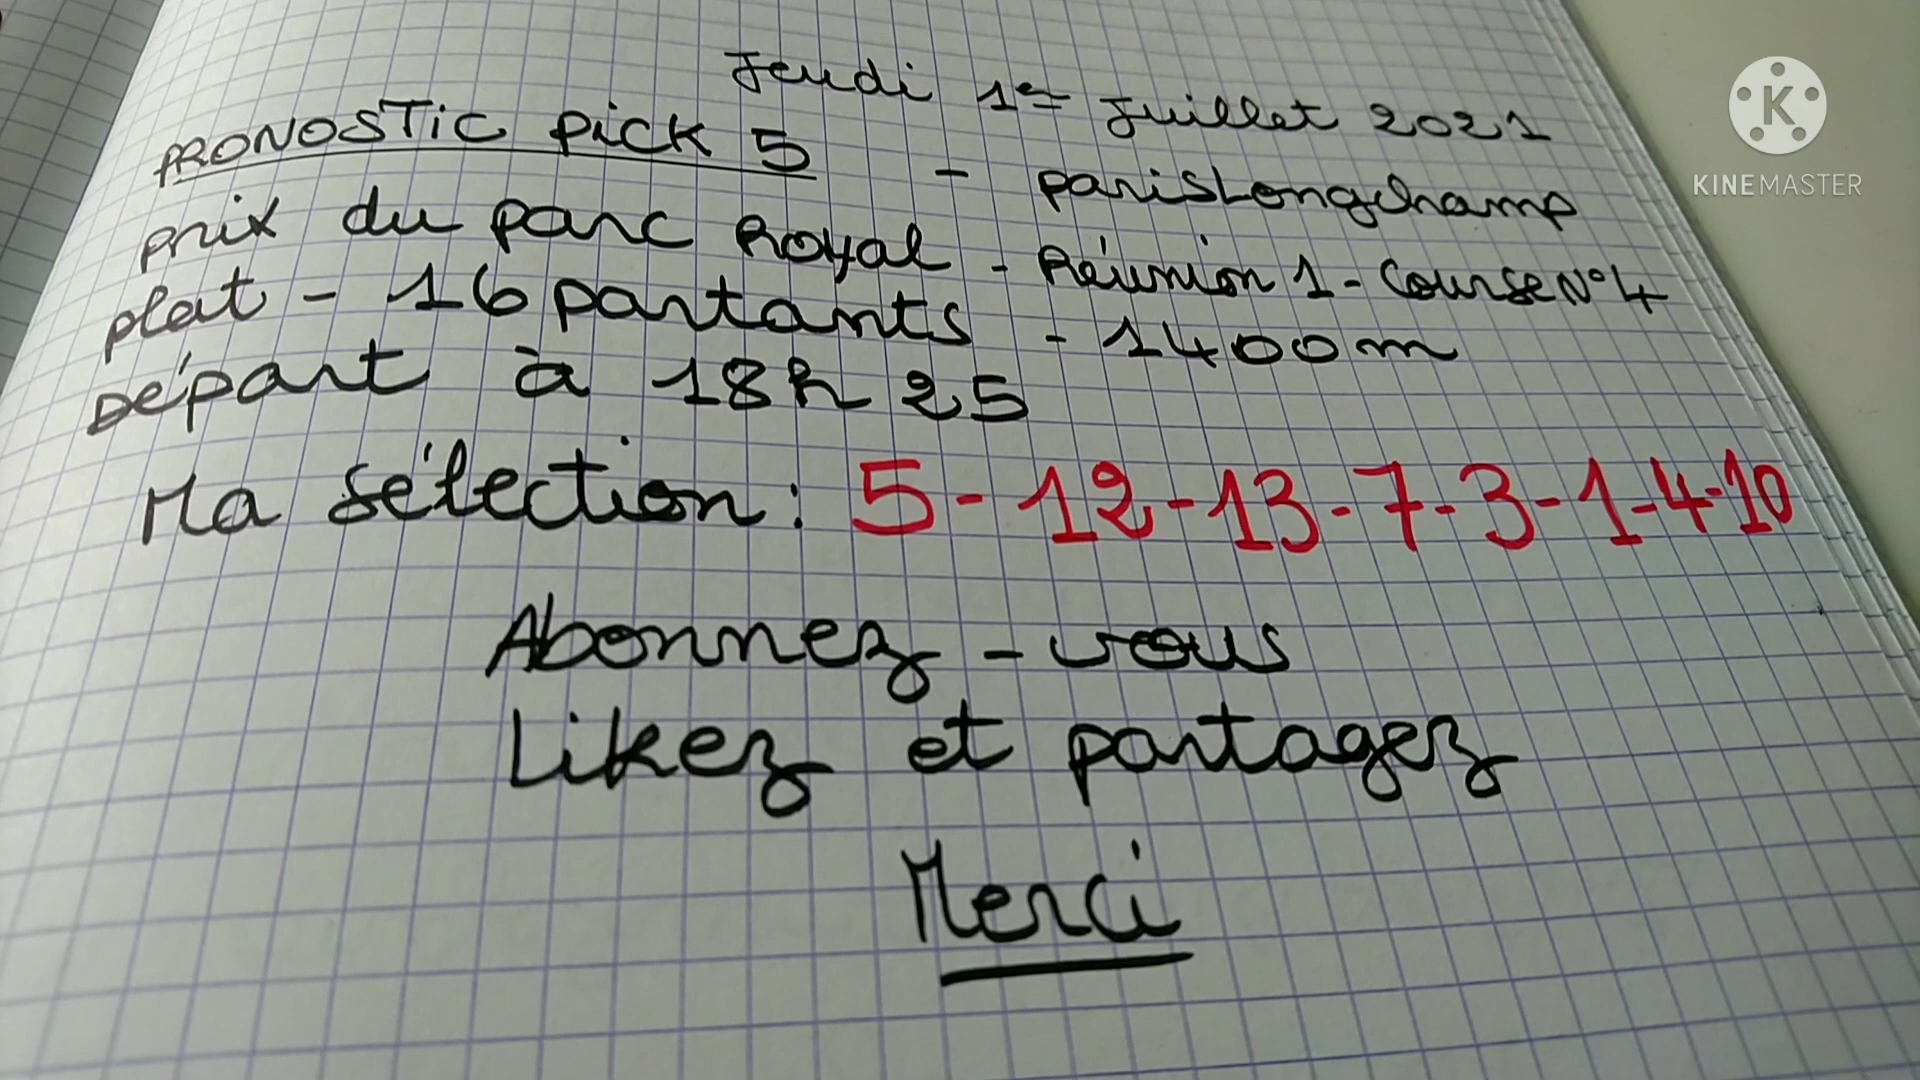 Jeudi 1er Juillet 2021
PRONOSTIC PICK 5 - PARISLongchamp
prix du parc Royal - Réunion 1 - Course N°4
plat - 16 partants - 1400m
Départ à 18h25
Ma sélection : 5-12-13-7-3-1-4-10
Abonnez-vous
Likez et partagez
Merci
K
KINEMASTER